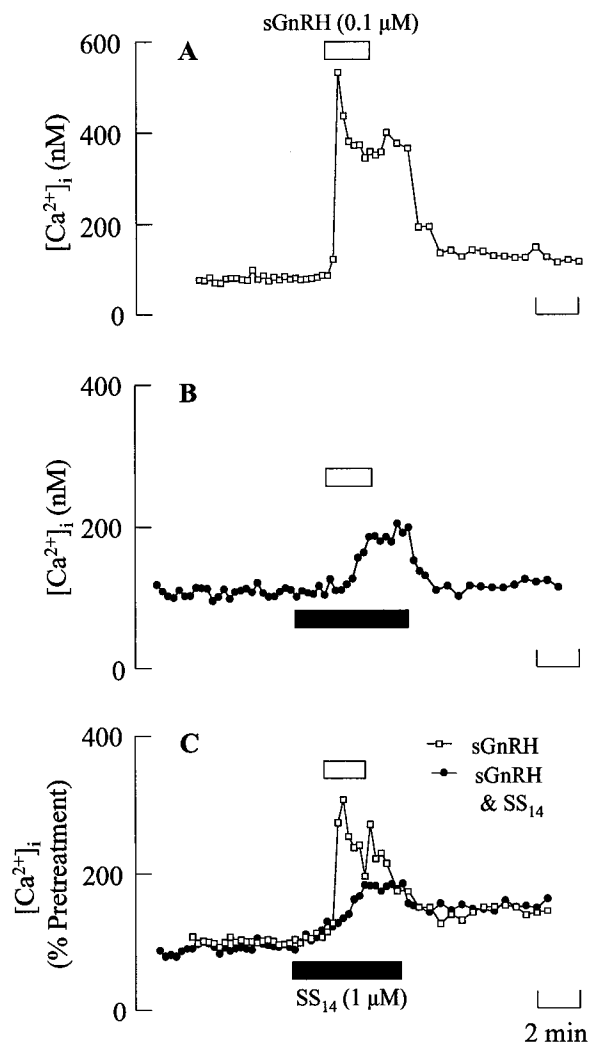 sGnRH (0.1 µM)
A
600
400
200
0
[Ca²⁺]ᵢ (nM)
B
400
200
0
[Ca²⁺]ᵢ (nM)
C
400
200
0
[Ca²⁺]ᵢ
(% Pretreatment)
sGnRH
sGnRH
& SS₁₄
SS₁₄ (1 µM)
2 min